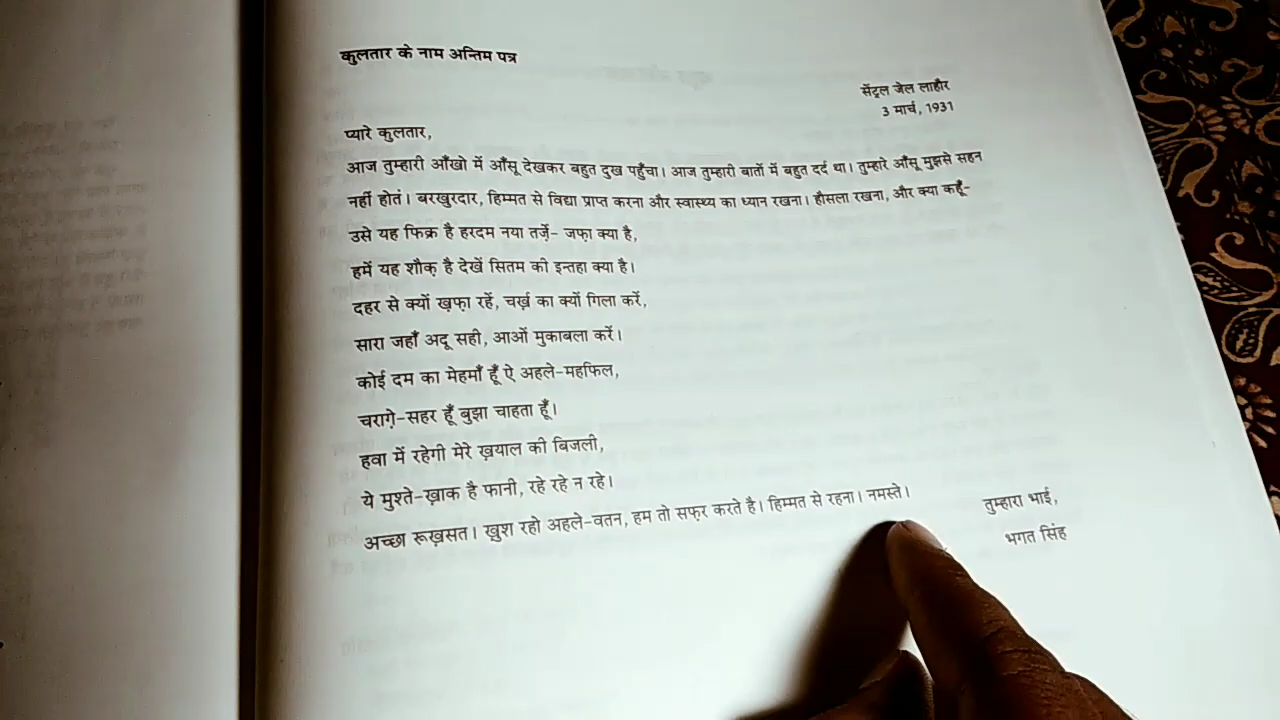 कुलतार के नाम अन्तिम पत्र
सेंट्रल जेल लाहौर
3 मार्च, 1931
प्यारे कुलतार,
आज तुम्हारी आँखो में आँसू देखकर बहुत दुख पहुँचा। आज तुम्हारी बातों में बहुत दर्द था। तुम्हारे आँसू मुझसे सहन
नहीं होतं। बरखुरदार, हिम्मत से विद्या प्राप्त करना और स्वास्थ्य का ध्यान रखना। हौसला रखना, और क्या कहूँ-
उसे यह फिक्र है हरदम नया तर्ज़े- जफ़ा क्या है,
हमें यह शौक़ है देखें सितम की इन्तहा क्या है।
दहर से क्यों ख़फ़ा रहें, चर्ख़ का क्यों गिला करें,
सारा जहाँ अदू सही, आओं मुकाबला करें।
कोई दम का मेहमाँ हूँ ऐ अहले-महफिल,
चराग़े-सहर हूँ बुझा चाहता हूँ।
हवा में रहेगी मेरे ख़याल की बिजली,
ये मुश्ते-ख़ाक है फानी, रहे रहे न रहे।
अच्छा रूख़सत। ख़ुश रहो अहले-वतन, हम तो सफ़र करते है। हिम्मत से रहना। नमस्ते।
तुम्हारा भाई,
भगत सिंह